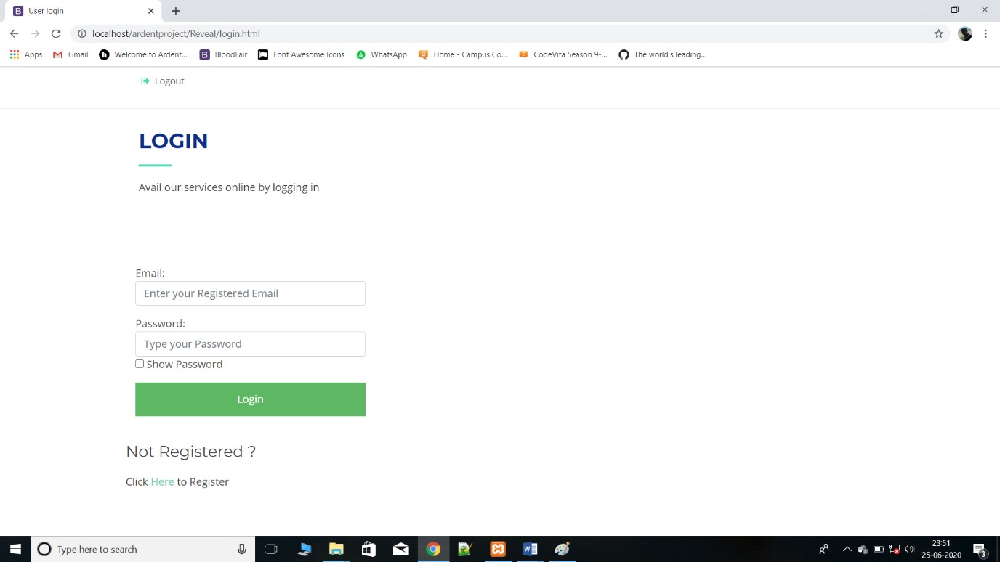 User login
localhost/ardentproject/Reveal/login.html
Apps Gmail Welcome to Ardent... BloodFair Font Awesome Icons WhatsApp Home - Campus Co... CodeVita Season 9-... The world's leading...
Logout
LOGIN
Avail our services online by logging in
Email:
Enter your Registered Email
Password:
Type your Password
Show Password
Login
Not Registered ?
Click Here to Register
Type here to search
23:51
25-06-2020
3